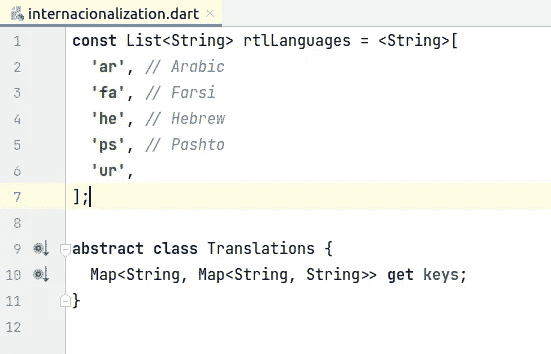 internacionalization.dart
1 const List<String> rtlLanguages = <String>[
2 'ar', // Arabic
3 'fa', // Farsi
4 'he', // Hebrew
5 'ps', // Pashto
6 'ur',
7 ];
8
9 abstract class Translations {
10 Map<String, Map<String, String>> get keys;
11 }
12